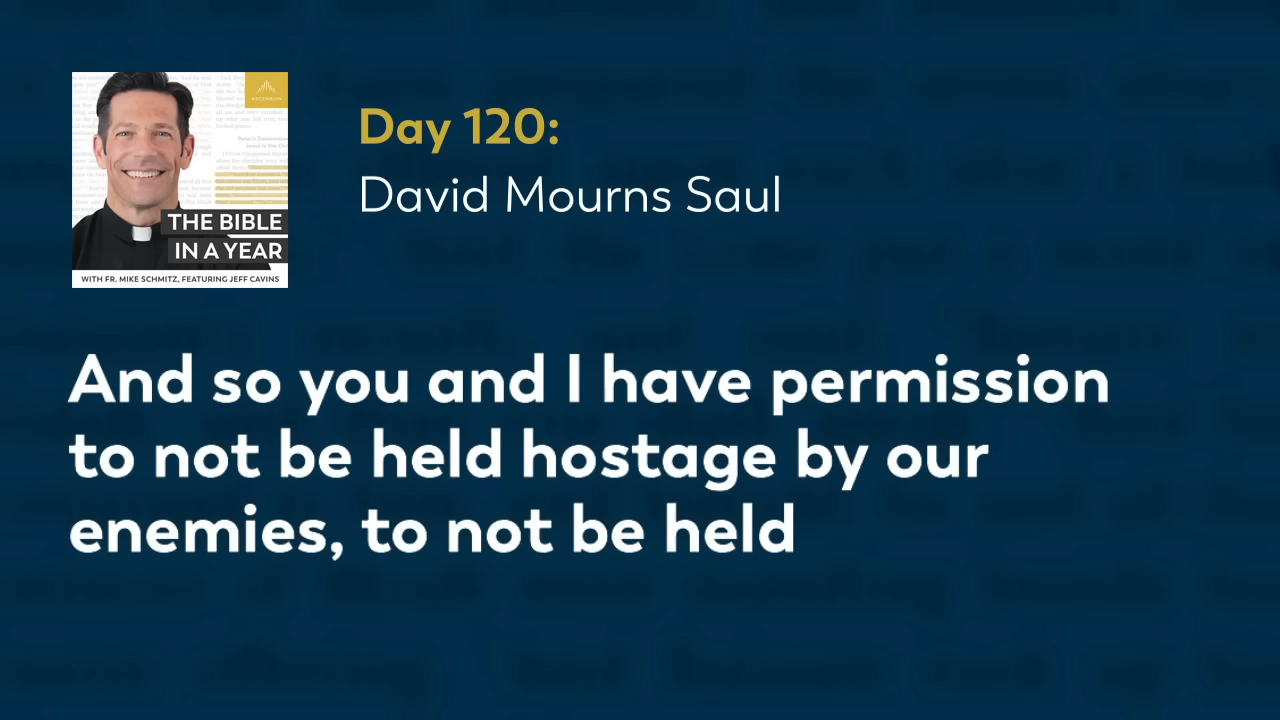 ASCENSION
THE BIBLE
IN A YEAR
WITH FR. MIKE SCHMITZ, FEATURING JEFF CAVINS
Day 120:
David Mourns Saul
And so you and I have permission
to not be held hostage by our
enemies, to not be held